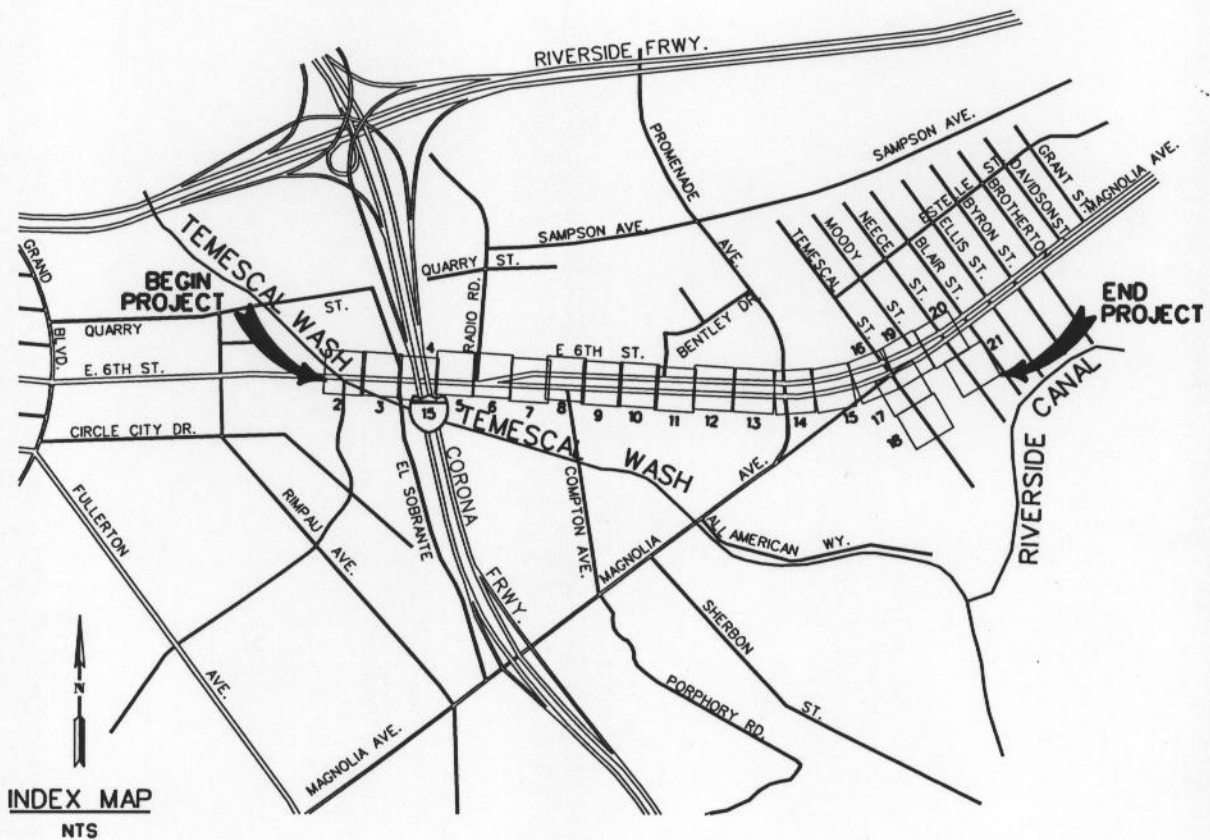 RIVERSIDE FRWY.
PROMENADE AVE.
SAMPSON AVE.
GRANT ST.
DAVIDSON ST.
BROTHERTO
ESTELLE ST.
BYRON ST.
ELLIS ST.
BLAIR ST.
NEECE ST.
MOODY ST.
TEMESCAL ST.
MAGNOLIA AVE.
SAMPSON AVE.
QUARRY ST.
RADIO RD.
BENTLEY DR.
TEMESCAL WASH
GRAND BLVD.
BEGIN
PROJECT
QUARRY ST.
END
PROJECT
E. 6TH ST.
E. 6TH ST.
2 3 4 5 6 7 8 9 10 11 12 13 14 15 16 17 18 19 20 21
15
TEMESCAL WASH
CIRCLE CITY DR.
EL SOBRANTE
CORONA FRWY.
COMPTON AVE.
MAGNOLIA AVE.
ALL AMERICAN WY.
RIVERSIDE CANAL
FULLERTON AVE.
RIMPAU AVE.
SHERBON ST.
PORPHORY RD.
MAGNOLIA AVE.
N
INDEX MAP
NTS